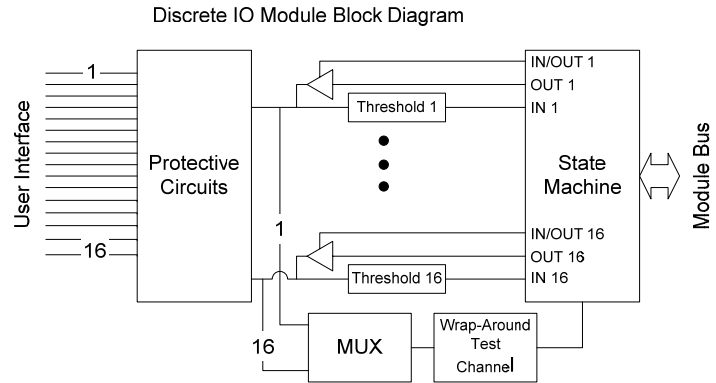 Discrete IO Module Block Diagram
User Interface
1
16
Protective
Circuits
IN/OUT 1
OUT 1
IN 1
Threshold 1
State
Machine
Module Bus
1
IN/OUT 16
OUT 16
IN 16
Threshold 16
16
MUX
Wrap-Around
Test
Channel